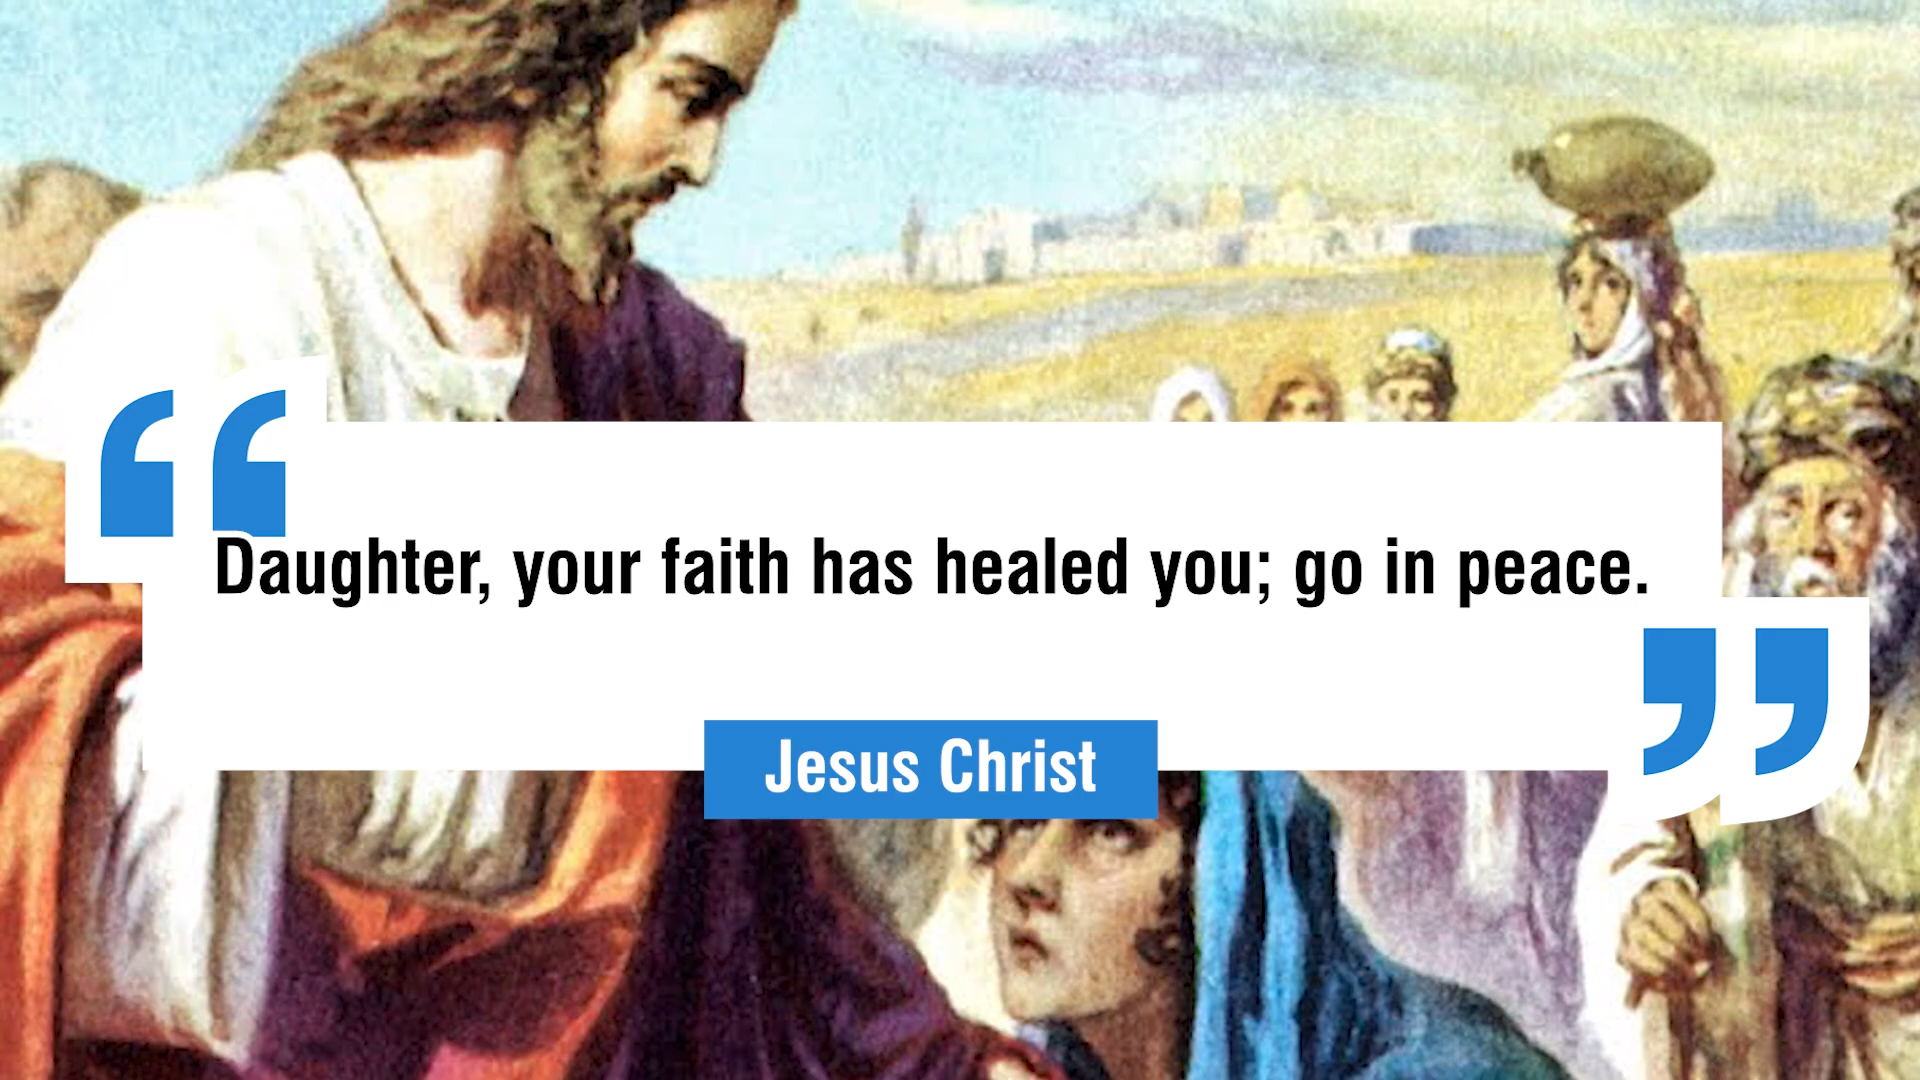 “Daughter, your faith has healed you; go in peace.”
Jesus Christ